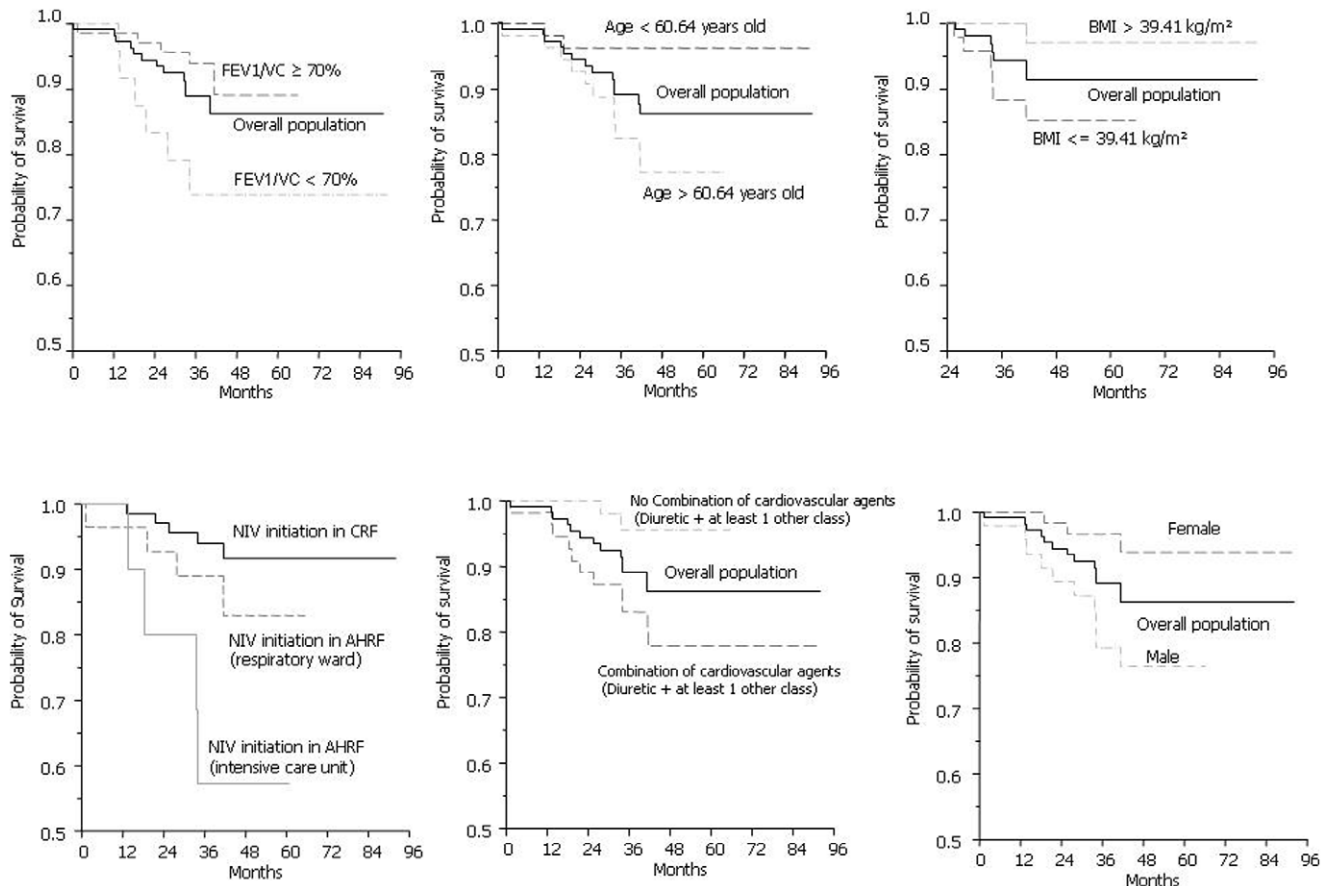 1.0
0.9
0.8
0.7
0.6
0.5
Probability of survival
FEV1/VC ≥ 70%
Overall population
FEV1/VC < 70%
0 12 24 36 48 60 72 84 96
Months
1.0
0.9
0.8
0.7
0.6
0.5
Probability of survival
Age < 60.64 years old
Overall population
Age > 60.64 years old
0 12 24 36 48 60 72 84 96
Months
1.0
0.9
0.8
0.7
0.6
0.5
Probability of survival
BMI > 39.41 kg/m²
Overall population
BMI <= 39.41 kg/m²
24 36 48 60 72 84 96
Months
1.0
0.9
0.8
0.7
0.6
0.5
Probability of Survival
NIV initiation in CRF
NIV initiation in AHRF
(respiratory ward)
NIV initiation in AHRF
(intensive care unit)
0 12 24 36 48 60 72 84 96
Months
1.0
0.9
0.8
0.7
0.6
0.5
Probability of survival
No Combination of cardiovascular agents
(Diuretic + at least 1 other class)
Overall population
Combination of cardiovascular agents
(Diuretic + at least 1 other class)
0 12 24 36 48 60 72 84 96
Months
1.0
0.9
0.8
0.7
0.6
0.5
Probability of survival
Female
Overall population
Male
0 12 24 36 48 60 72 84 96
Months